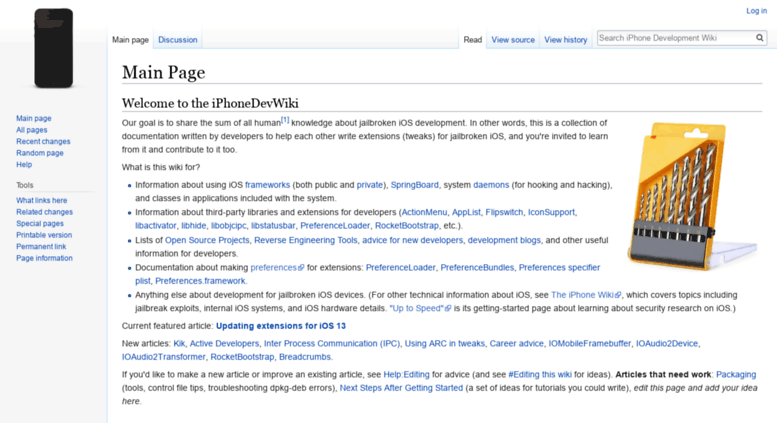 Log in
Main page
Discussion
Read
View source
View history
Search iPhone Development Wiki
Main page
All pages
Recent changes
Random page
Help
Tools
What links here
Related changes
Special pages
Printable version
Permanent link
Page information
Main Page
Welcome to the iPhoneDevWiki
Our goal is to share the sum of all human[1] knowledge about jailbroken iOS development. In other words, this is a collection of
documentation written by developers to help each other write extensions (tweaks) for jailbroken iOS, and you're invited to learn
from it and contribute to it too.
What is this wiki for?
Information about using iOS frameworks (both public and private), SpringBoard, system daemons (for hooking and hacking),
and classes in applications included with the system.
Information about third-party libraries and extensions for developers (ActionMenu, AppList, Flipswitch, IconSupport,
libactivator, libhide, libobjcipc, libstatusbar, PreferenceLoader, RocketBootstrap, etc.).
Lists of Open Source Projects, Reverse Engineering Tools, advice for new developers, development blogs, and other useful
information for developers.
Documentation about making preferences for extensions: PreferenceLoader, PreferenceBundles, Preferences specifier
plist, Preferences.framework.
Anything else about development for jailbroken iOS devices. (For other technical information about iOS, see The iPhone Wiki, which covers topics including
jailbreak exploits, internal iOS systems, and iOS hardware details. "Up to Speed" is its getting-started page about learning about security research on iOS.)
Current featured article: Updating extensions for iOS 13
New articles: Kik, Active Developers, Inter Process Communication (IPC), Using ARC in tweaks, Career advice, IOMobileFramebuffer, IOAudio2Device,
IOAudio2Transformer, RocketBootstrap, Breadcrumbs.
If you'd like to make a new article or improve an existing article, see Help:Editing for advice (and see #Editing this wiki for ideas). Articles that need work: Packaging
(tools, control file tips, troubleshooting dpkg-deb errors), Next Steps After Getting Started (a set of ideas for tutorials you could write), edit this page and add your idea
here.